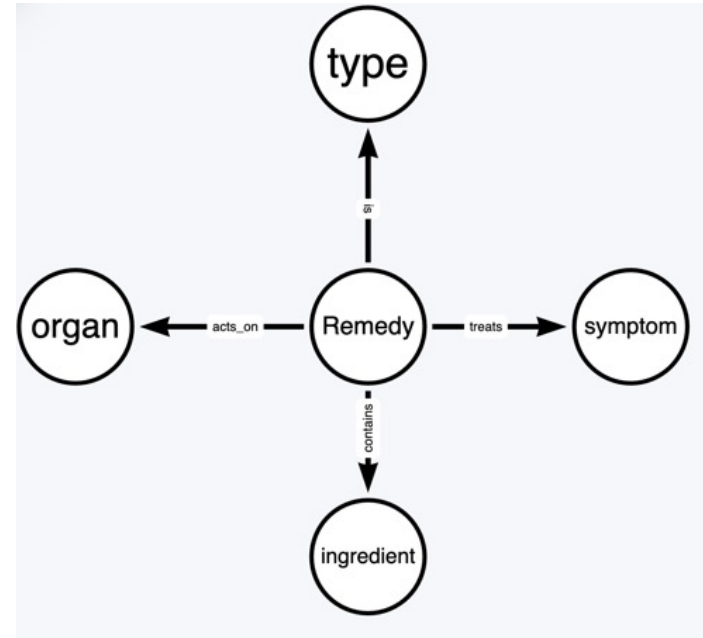 type
is
organ
acts_on
Remedy
treats
symptom
contains
ingredient